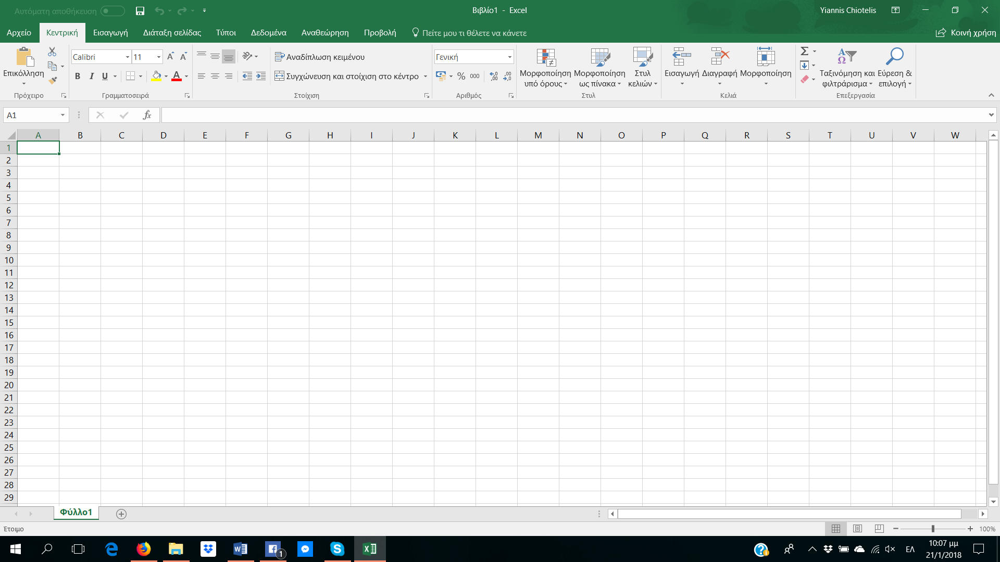 Αυτόματη αποθήκευση
Βιβλίο1 - Excel
Yiannis Chiotelis
Αρχείο Κεντρική Εισαγωγή Διάταξη σελίδας Τύποι Δεδομένα Αναθεώρηση Προβολή Πείτε μου τι θέλετε να κάνετε Κοινή χρήση
Επικόλληση
Πρόχειρο
Calibri 11
B I U
Γραμματοσειρά
Αναδίπλωση κειμένου
Συγχώνευση και στοίχιση στο κέντρο
Στοίχιση
Γενική
% 000
Αριθμός
Μορφοποίηση υπό όρους
Μορφοποίηση ως πίνακα
Στυλ κελιών
Στυλ
Εισαγωγή Διαγραφή Μορφοποίηση
Κελιά
Ταξινόμηση και φιλτράρισμα
Εύρεση & επιλογή
Επεξεργασία
A1 fx
A B C D E F G H I J K L M N O P Q R S T U V W
1
2
3
4
5
6
7
8
9
10
11
12
13
14
15
16
17
18
19
20
21
22
23
24
25
26
27
28
29
Φύλλο1
Έτοιμο
100%
1
ΕΛ
10:07 μμ
21/1/2018